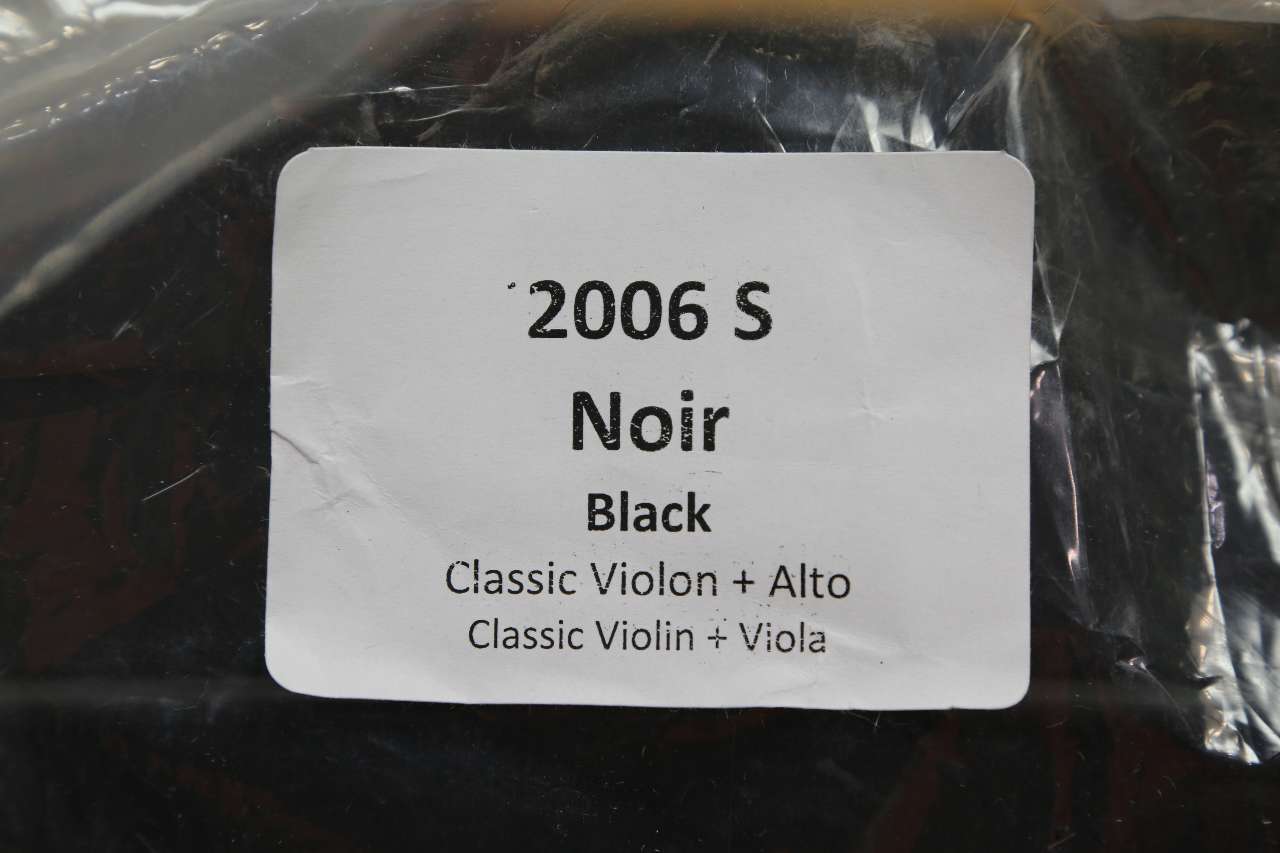 2006 S
Noir
Black
Classic Violon + Alto
Classic Violin + Viola